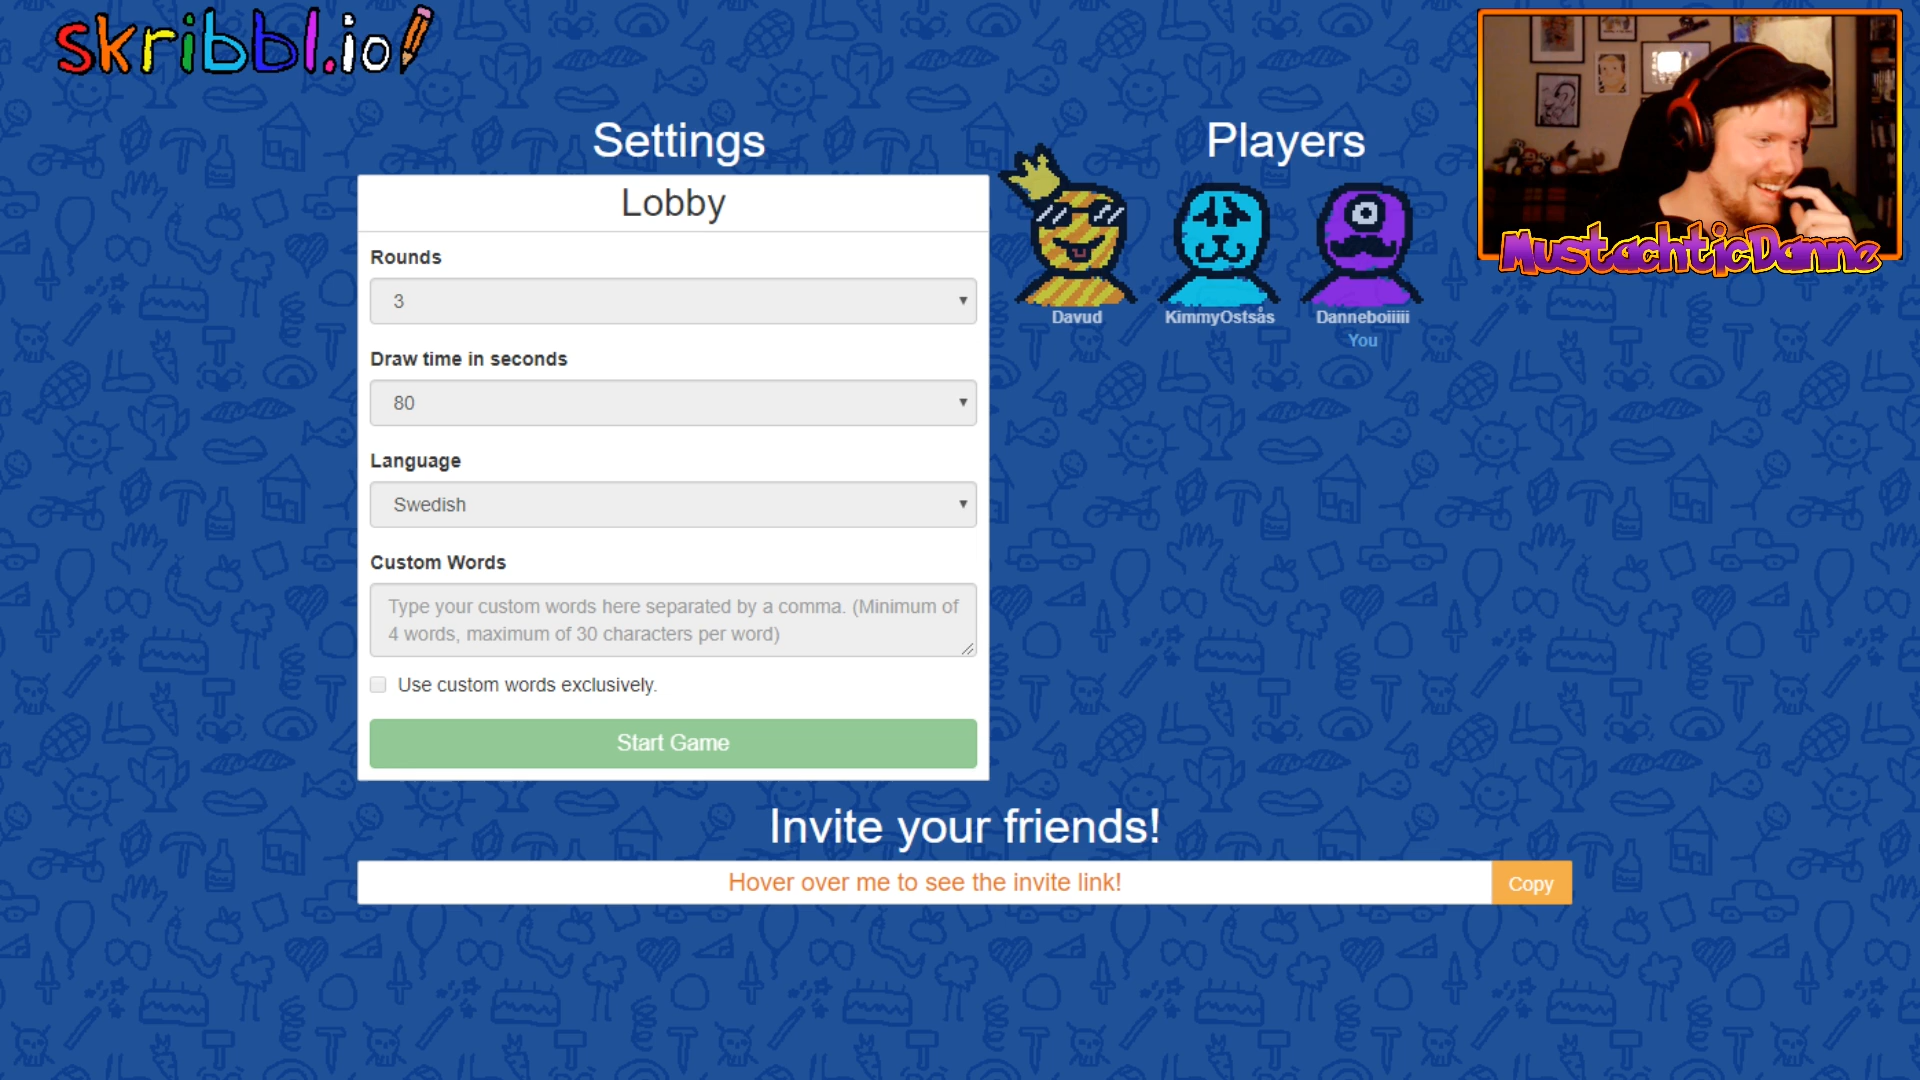 skribbl.io
Settings
Players
Lobby
Rounds
3
Draw time in seconds
80
Language
Swedish
Custom Words
Type your custom words here separated by a comma. (Minimum of
4 words, maximum of 30 characters per word)
Use custom words exclusively.
Start Game
Davud
KimmyOstsås
Danneboiiiii
You
MustachticDanne
Invite your friends!
Hover over me to see the invite link!
Copy